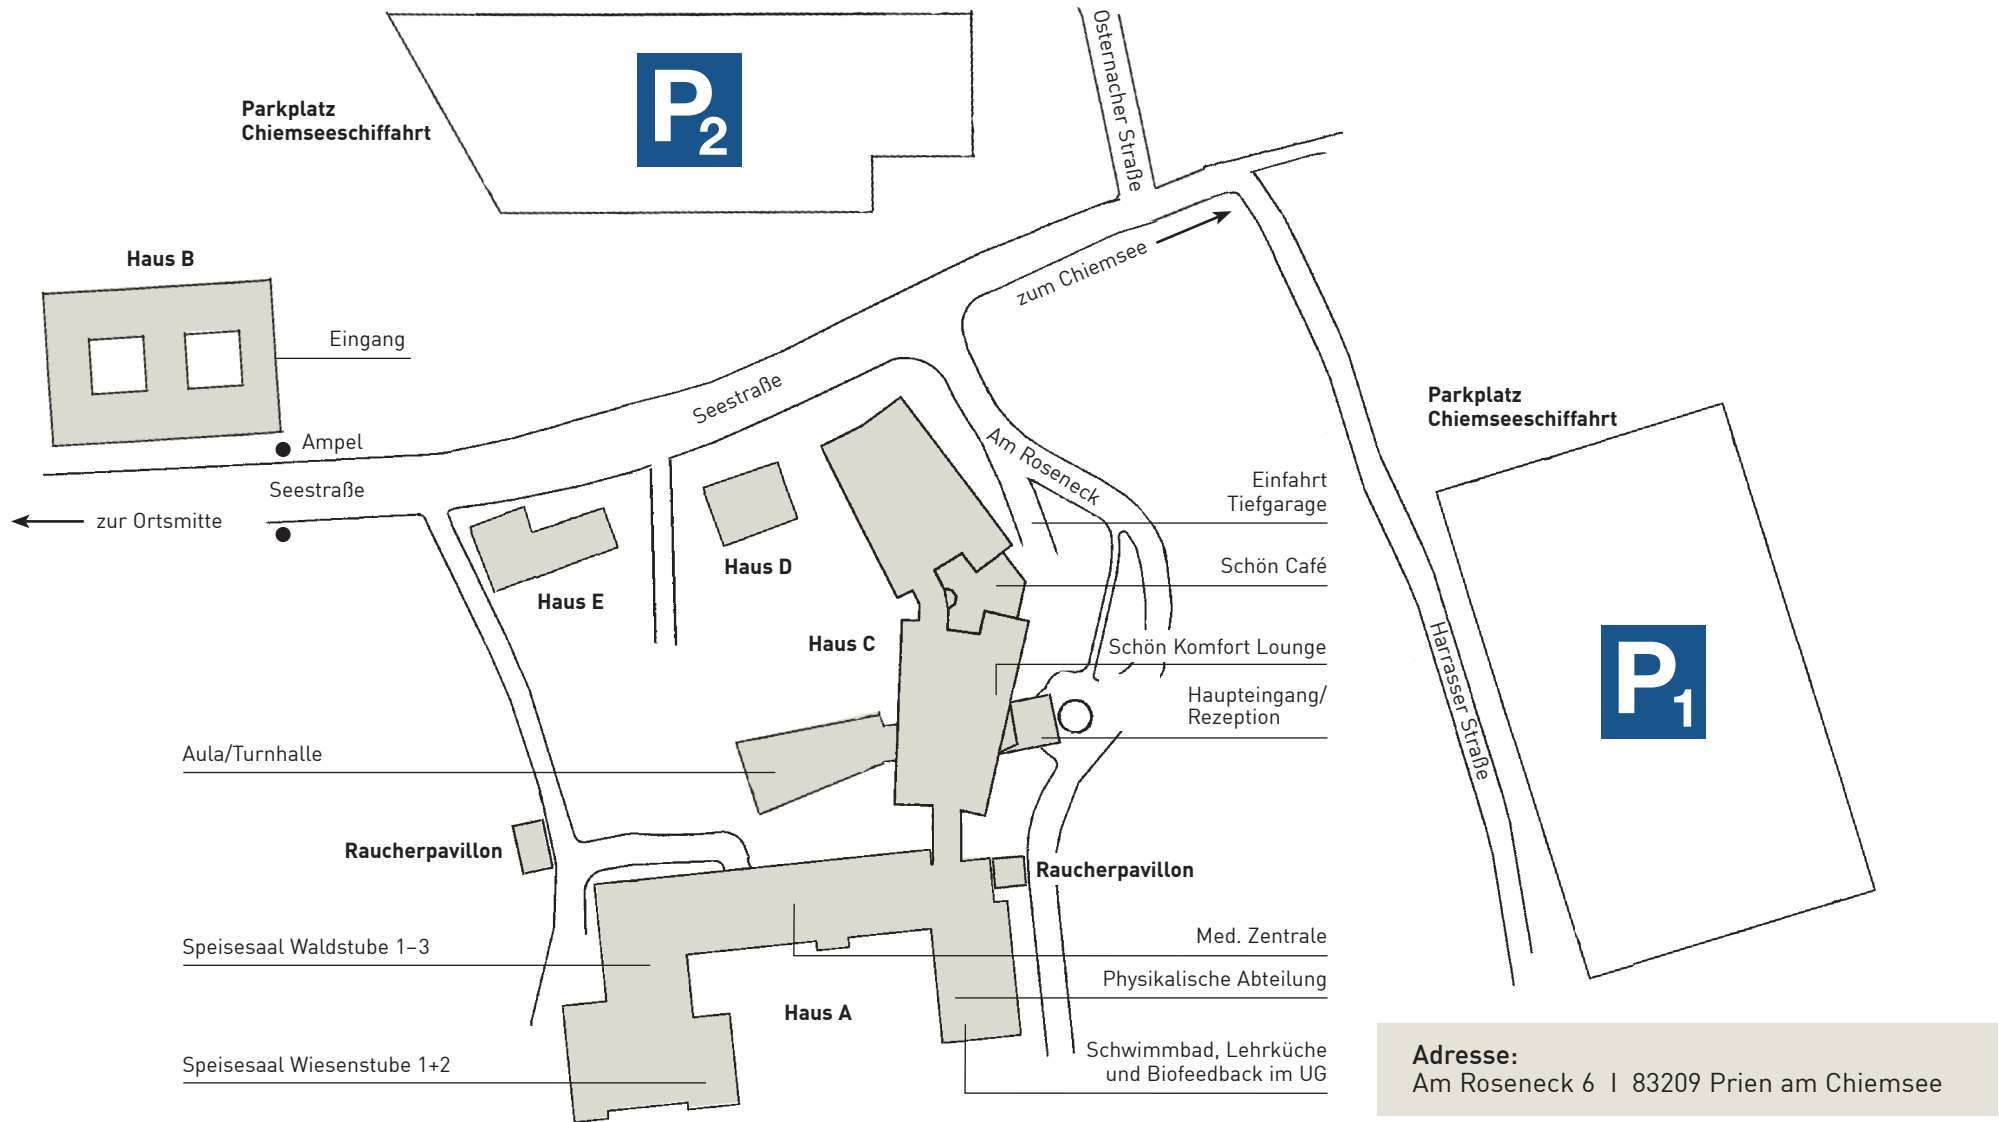 Osternacher Straße
P2
Parkplatz
Chiemseeschiffahrt
Haus B
Eingang
zum Chiemsee
Seestraße
Ampel
Seestraße
zur Ortsmitte
Parkplatz
Chiemseeschiffahrt
Am Roseneck
Einfahrt
Tiefgarage
Haus D
Schön Café
Haus E
Haus C
Schön Komfort Lounge
Haupteingang/
Rezeption
Harrasser Straße
P1
Aula/Turnhalle
Raucherpavillon
Raucherpavillon
Speisesaal Waldstube 1–3
Med. Zentrale
Physikalische Abteilung
Haus A
Speisesaal Wiesenstube 1+2
Schwimmbad, Lehrküche
und Biofeedback im UG
Adresse:
Am Roseneck 6 I 83209 Prien am Chiemsee